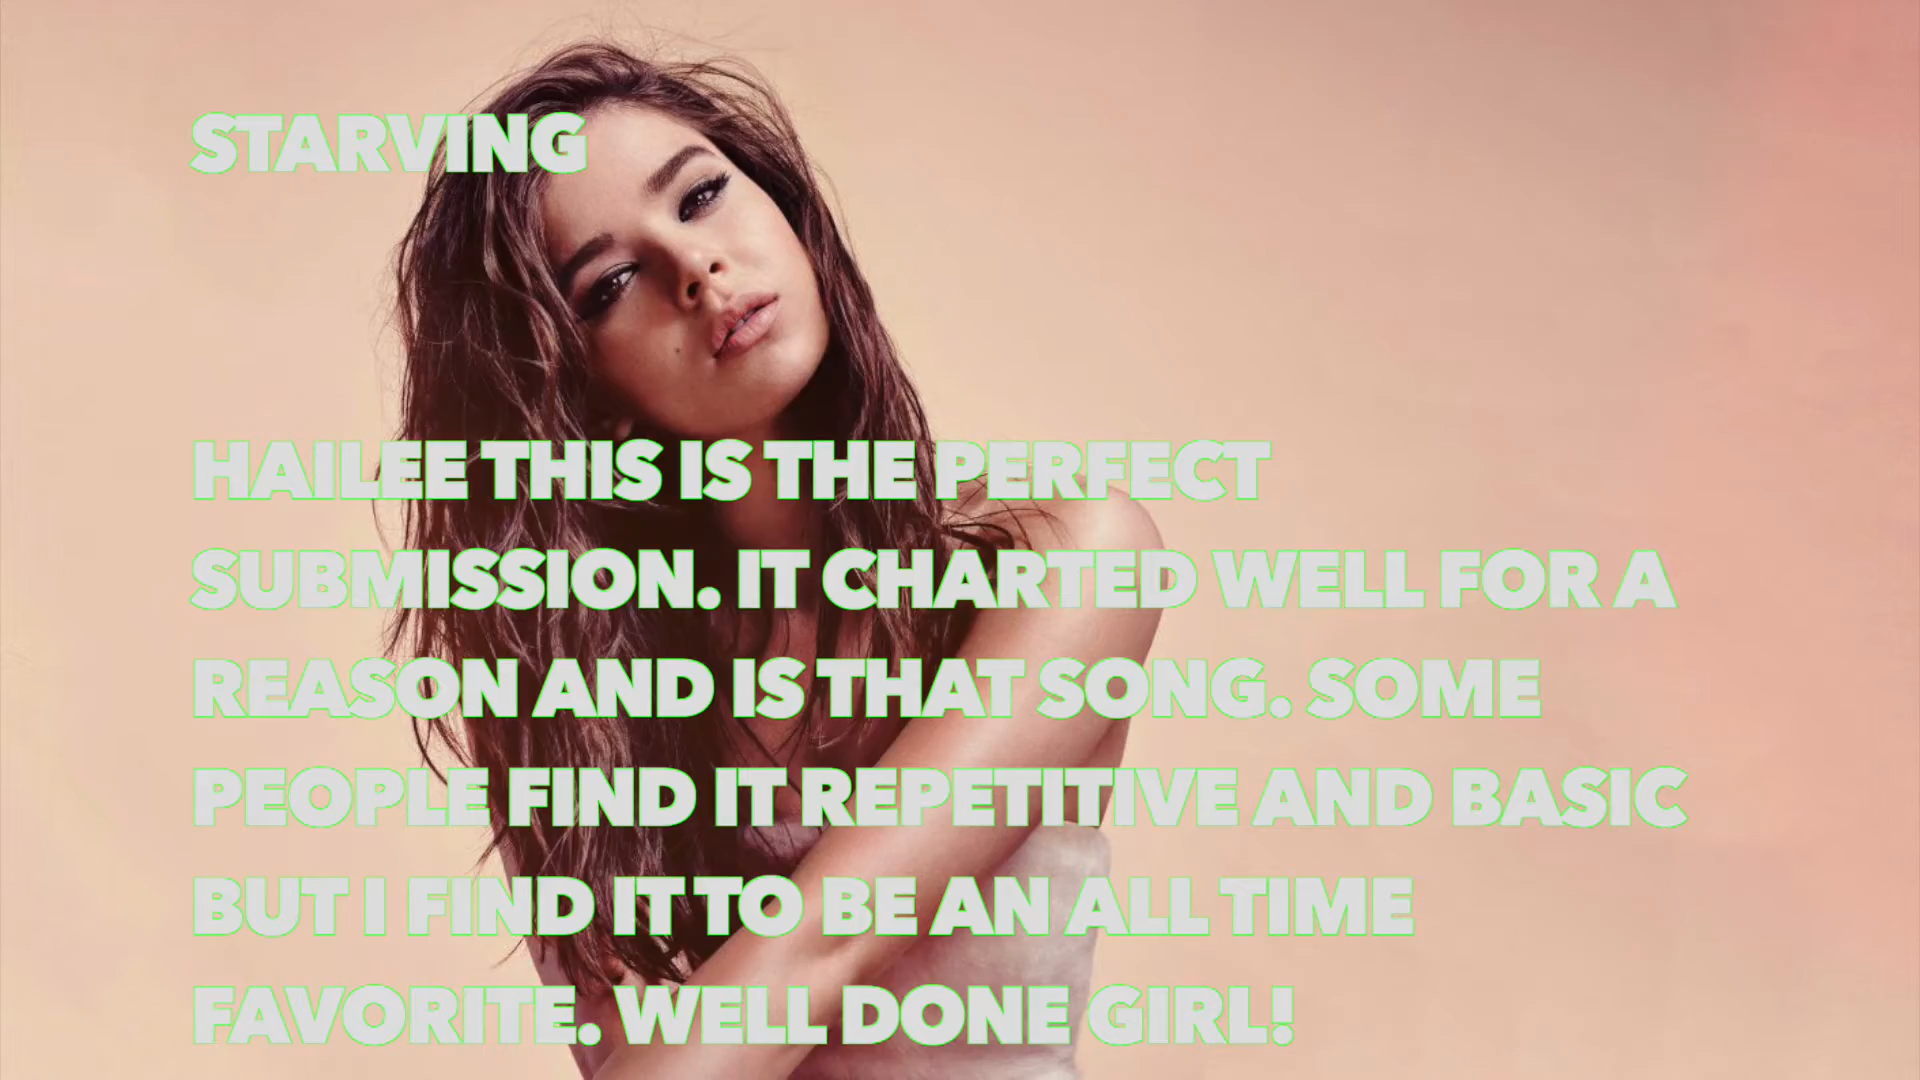 STARVING
HAILEE THIS IS THE PERFECT
SUBMISSION. IT CHARTED WELL FOR A
REASON AND IS THAT SONG. SOME
PEOPLE FIND IT REPETITIVE AND BASIC
BUT I FIND IT TO BE AN ALL TIME
FAVORITE. WELL DONE GIRL!